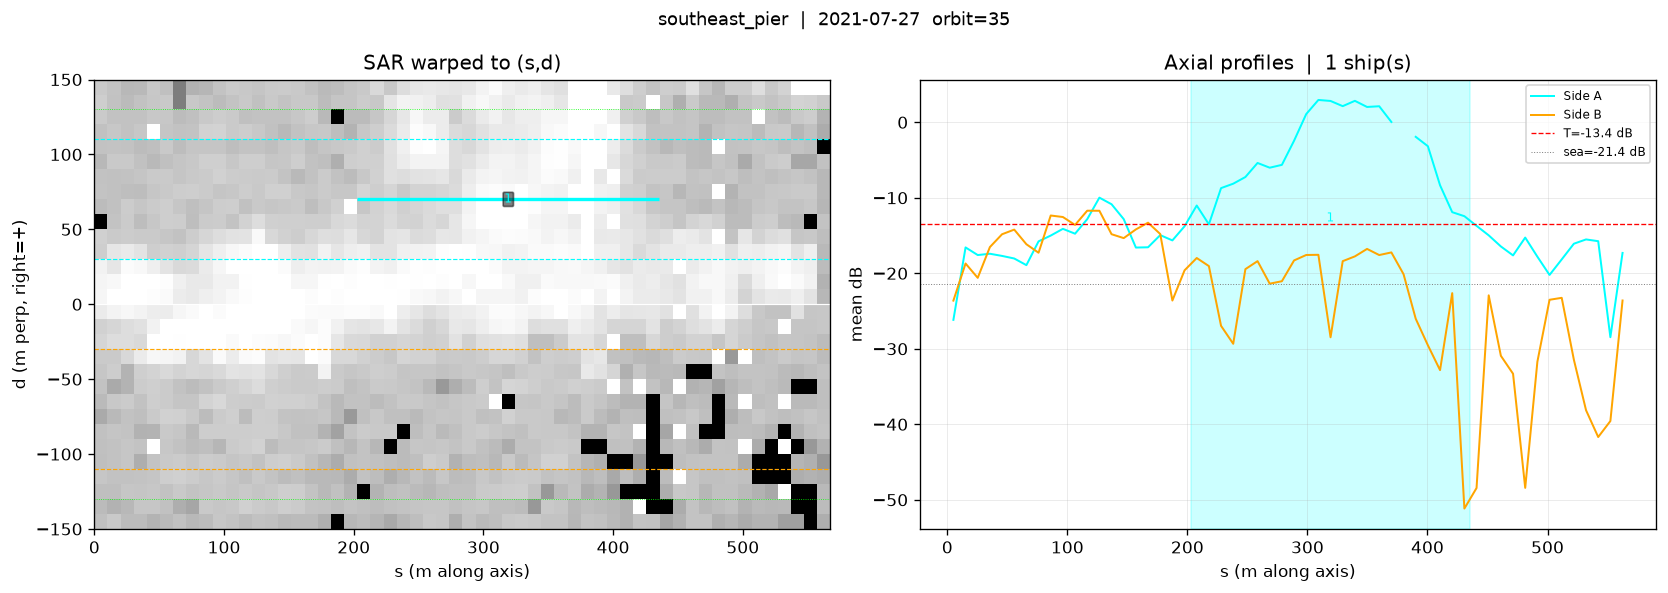 southeast_pier  |  2021-07-27  orbit=35
SAR warped to (s,d)
150
100
50
0
−50
−100
−150
d (m perp, right=+)
1
0
100
200
300
400
500
s (m along axis)
Axial profiles  |  1 ship(s)
0
−10
−20
−30
−40
−50
mean dB
Side A
Side B
T=-13.4 dB
sea=-21.4 dB
1
0
100
200
300
400
500
s (m along axis)